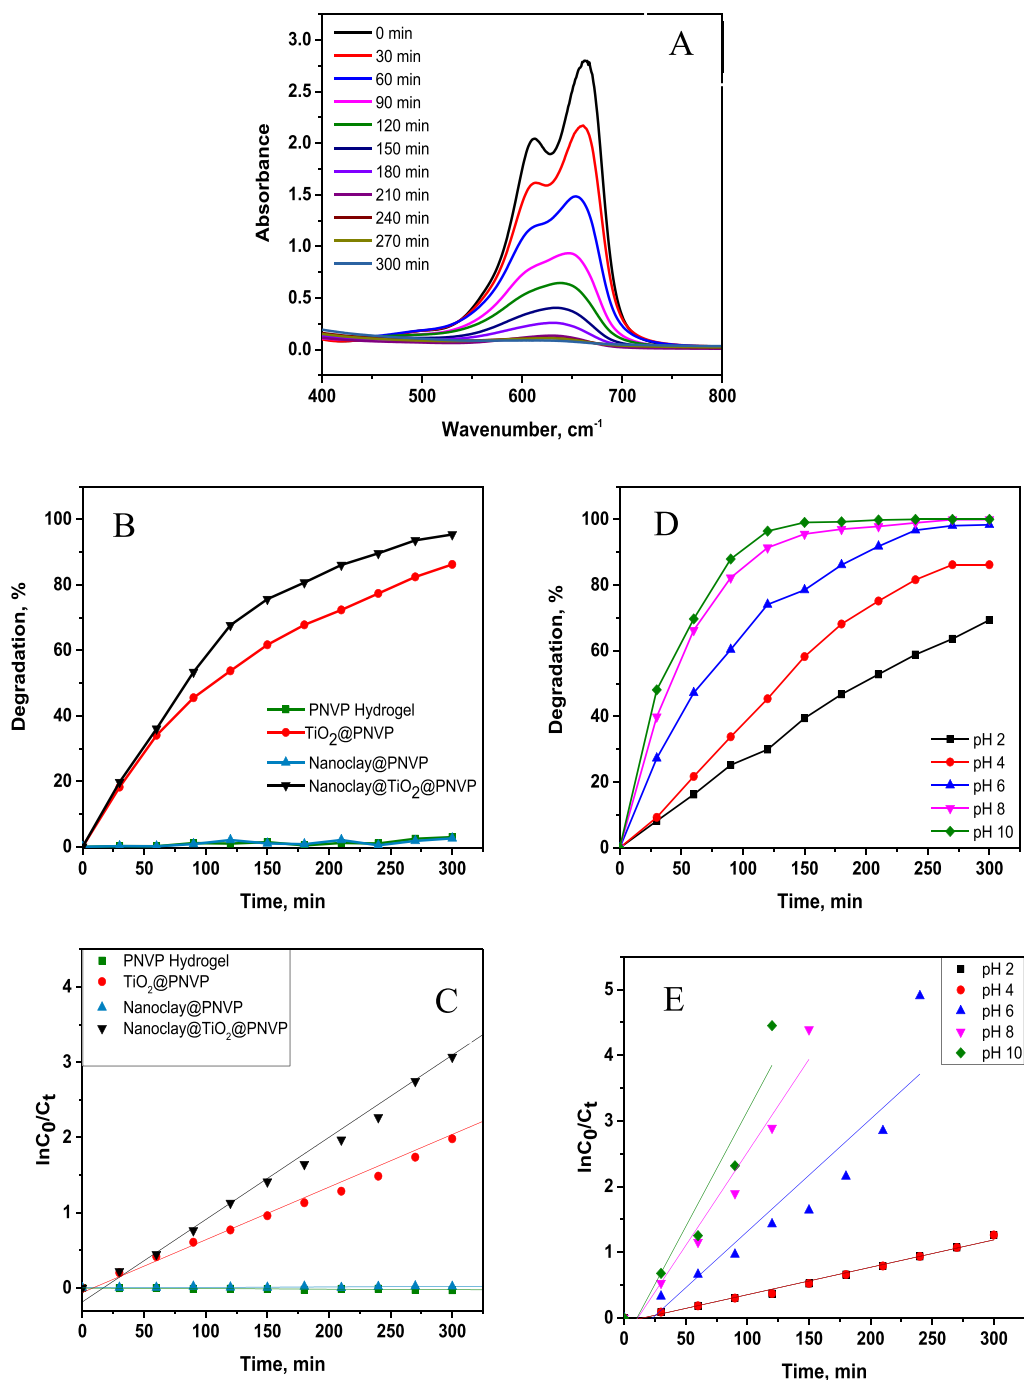 A
0 min
30 min
60 min
90 min
120 min
150 min
180 min
210 min
240 min
270 min
300 min
3.0
2.5
2.0
1.5
1.0
0.5
0.0
Absorbance
400 500 600 700 800
Wavenumber, cm⁻¹
B
100
80
60
40
20
0
Degradation, %
PNVP Hydrogel
TiO₂@PNVP
Nanoclay@PNVP
Nanoclay@TiO₂@PNVP
0 50 100 150 200 250 300
Time, min
D
100
80
60
40
20
0
Degradation, %
pH 2
pH 4
pH 6
pH 8
pH 10
0 50 100 150 200 250 300
Time, min
C
PNVP Hydrogel
TiO₂@PNVP
Nanoclay@PNVP
Nanoclay@TiO₂@PNVP
4
3
2
1
0
lnC₀/Cₜ
0 50 100 150 200 250 300
Time, min
E
pH 2
pH 4
pH 6
pH 8
pH 10
5
4
3
2
1
0
lnC₀/Cₜ
0 50 100 150 200 250 300
Time, min